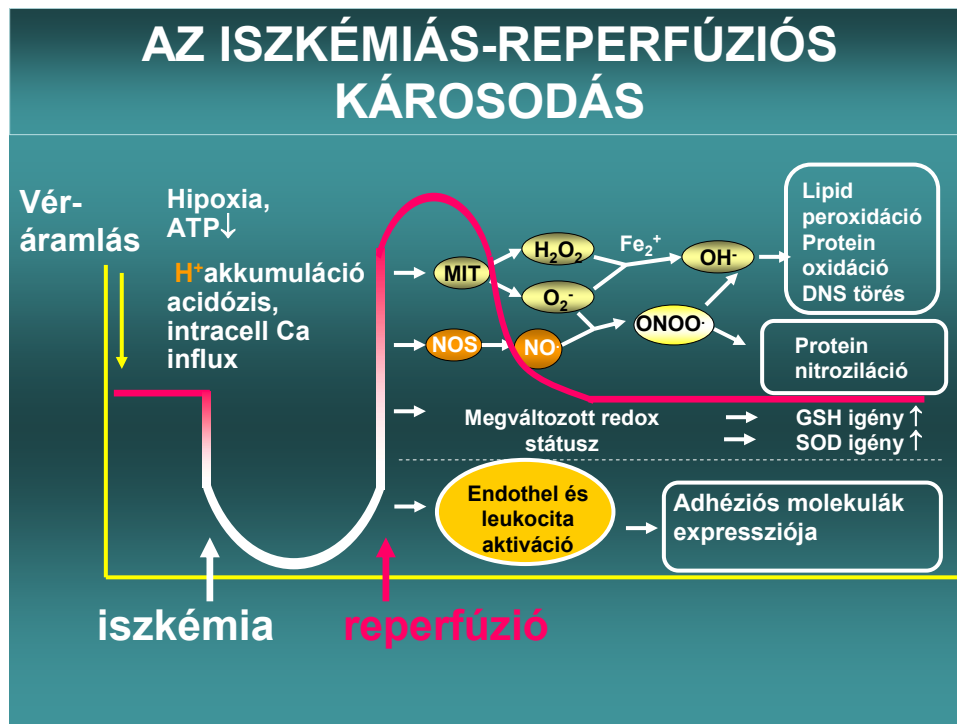 AZ ISZKÉMIÁS-REPERFÚZIÓS
KÁROSODÁS
Vér-
áramlás
Hipoxia,
ATP↓
H⁺akkumuláció
acidózis,
intracell Ca
influx
MIT
H₂O₂
O₂⁻
Fe₂⁺
OH⁻
NOS
NO·
ONOO·
Lipid
peroxidáció
Protein
oxidáció
DNS törés
Protein
nitroziláció
Megváltozott redox
státusz
GSH igény ↑
SOD igény ↑
Endothel és
leukocita
aktiváció
Adhéziós molekulák
expressziója
iszkémia
reperfúzió